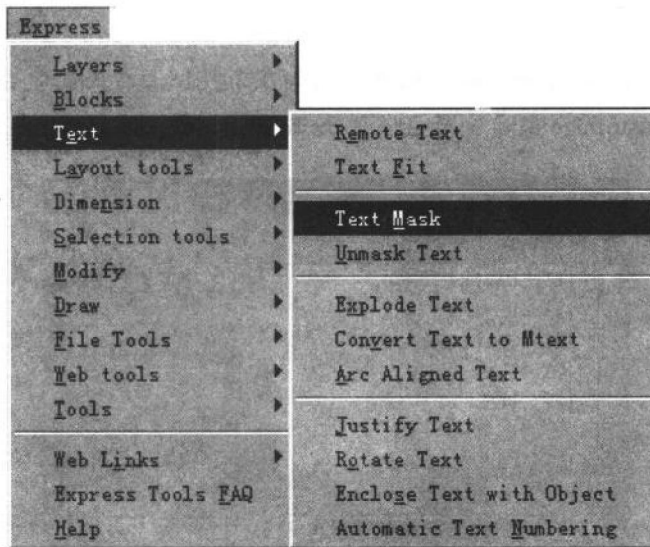 Express
Layers
Blocks
Text
Layout tools
Dimension
Selection tools
Modify
Draw
File Tools
Web tools
Tools
Web Links
Express Tools FAQ
Help
Remote Text
Text Fit
Text Mask
Unmask Text
Explode Text
Convert Text to Mtext
Arc Aligned Text
Justify Text
Rotate Text
Enclose Text with Object
Automatic Text Numbering